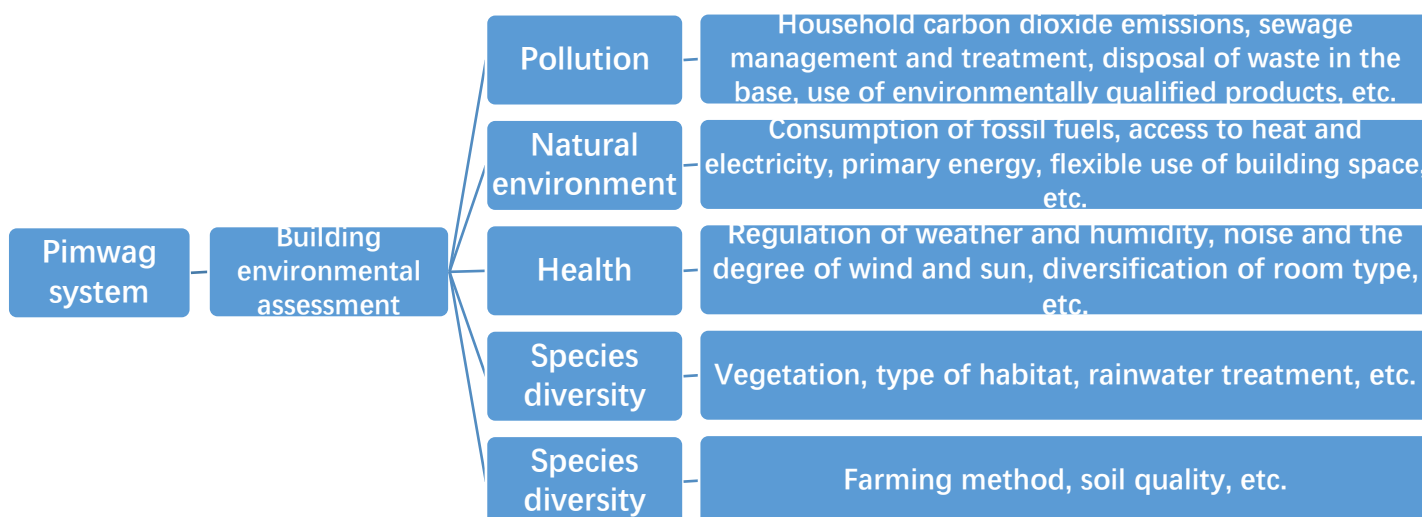 Pimwag
system
Building
environmental
assessment
Pollution
Household carbon dioxide emissions, sewage
management and treatment, disposal of waste in the
base, use of environmentally qualified products, etc.
Natural
environment
Consumption of fossil fuels, access to heat and
electricity, primary energy, flexible use of building space,
etc.
Health
Regulation of weather and humidity, noise and the
degree of wind and sun, diversification of room type,
etc.
Species
diversity
Vegetation, type of habitat, rainwater treatment, etc.
Species
diversity
Farming method, soil quality, etc.